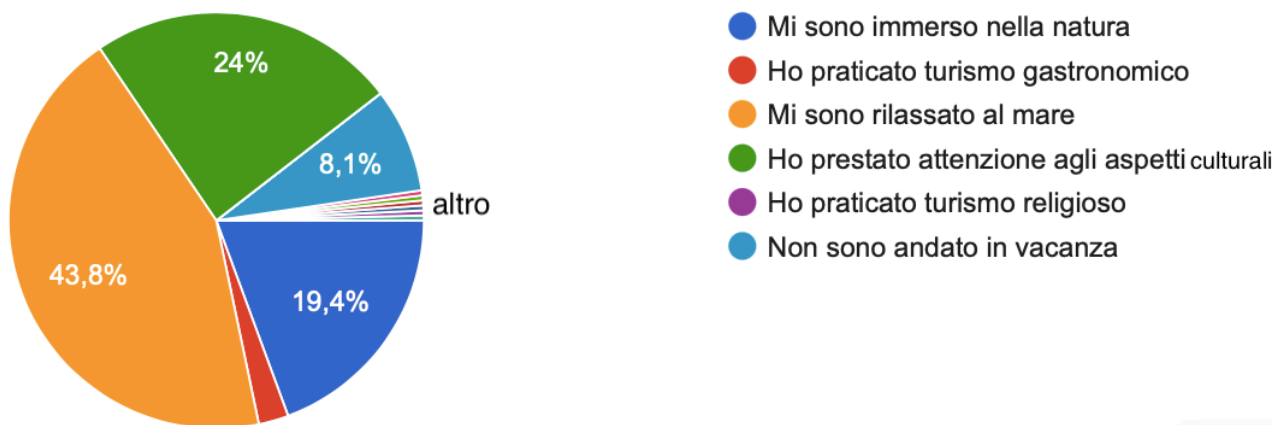 24%
8,1%
altro
43,8%
19,4%
Mi sono immerso nella natura
Ho praticato turismo gastronomico
Mi sono rilassato al mare
Ho prestato attenzione agli aspetti culturali
Ho praticato turismo religioso
Non sono andato in vacanza